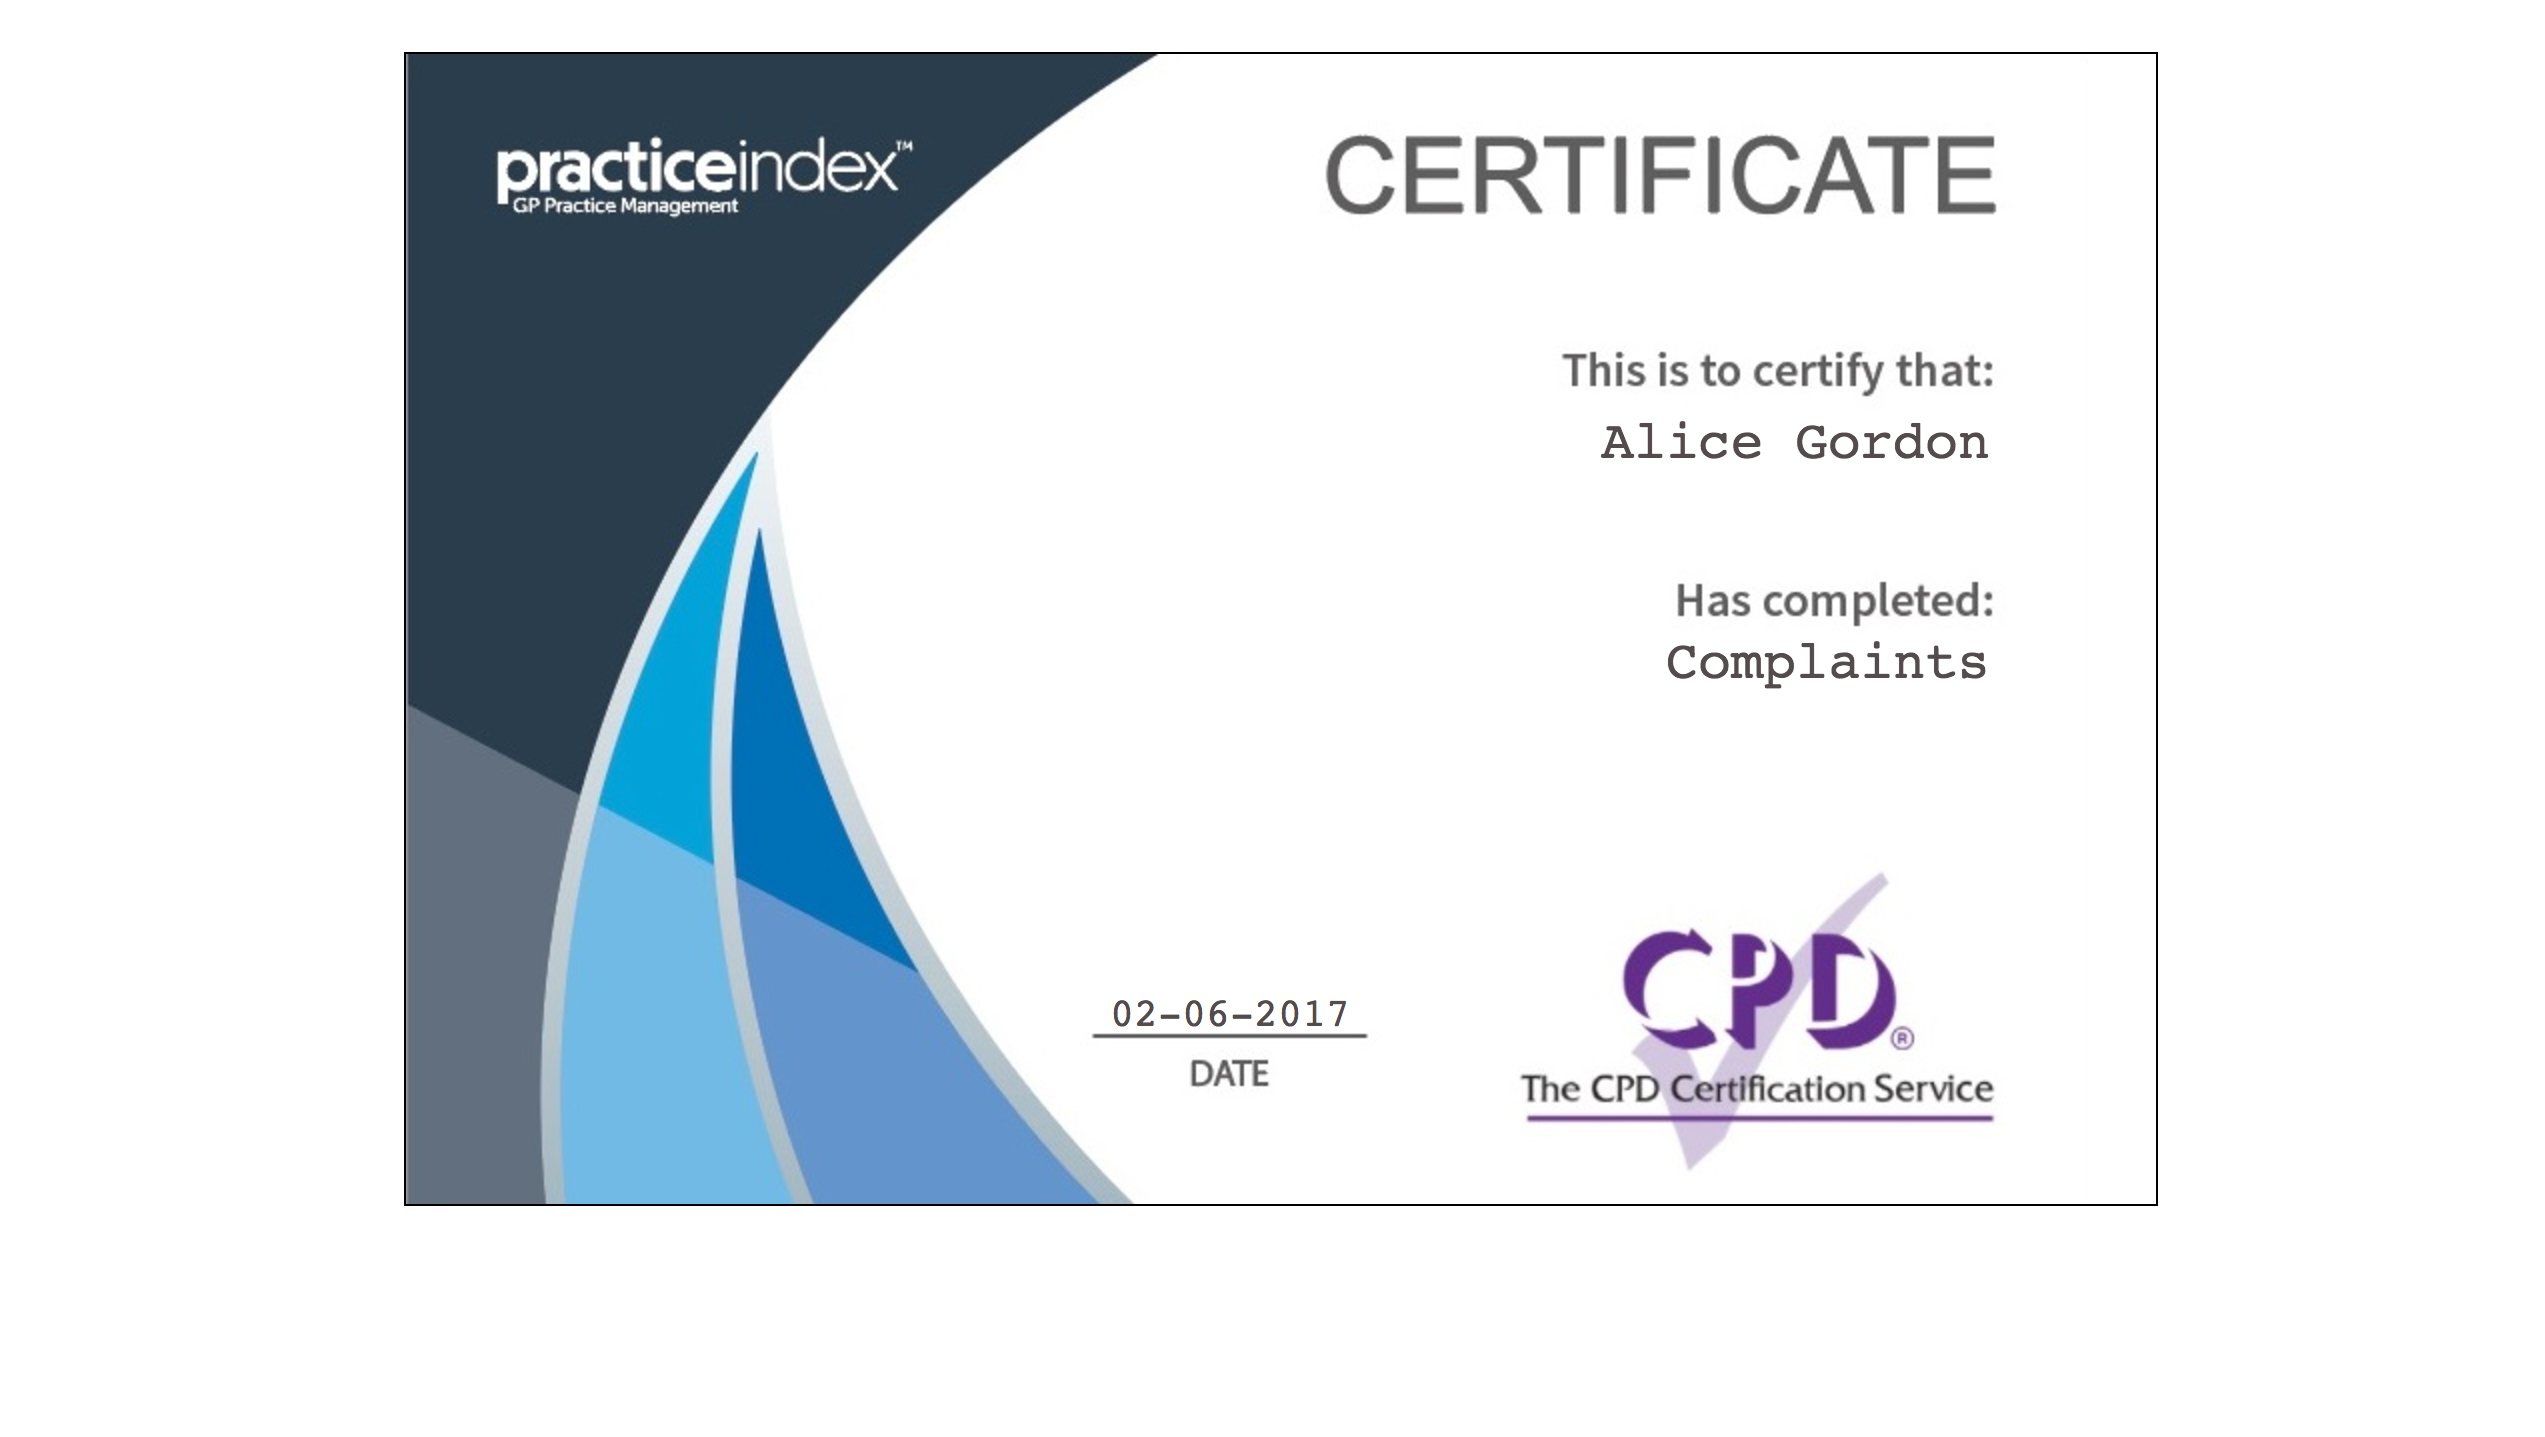 practiceindex™
GP Practice Management
CERTIFICATE
This is to certify that:
Alice Gordon
Has completed:
Complaints
02-06-2017
DATE
CPD®
The CPD Certification Service